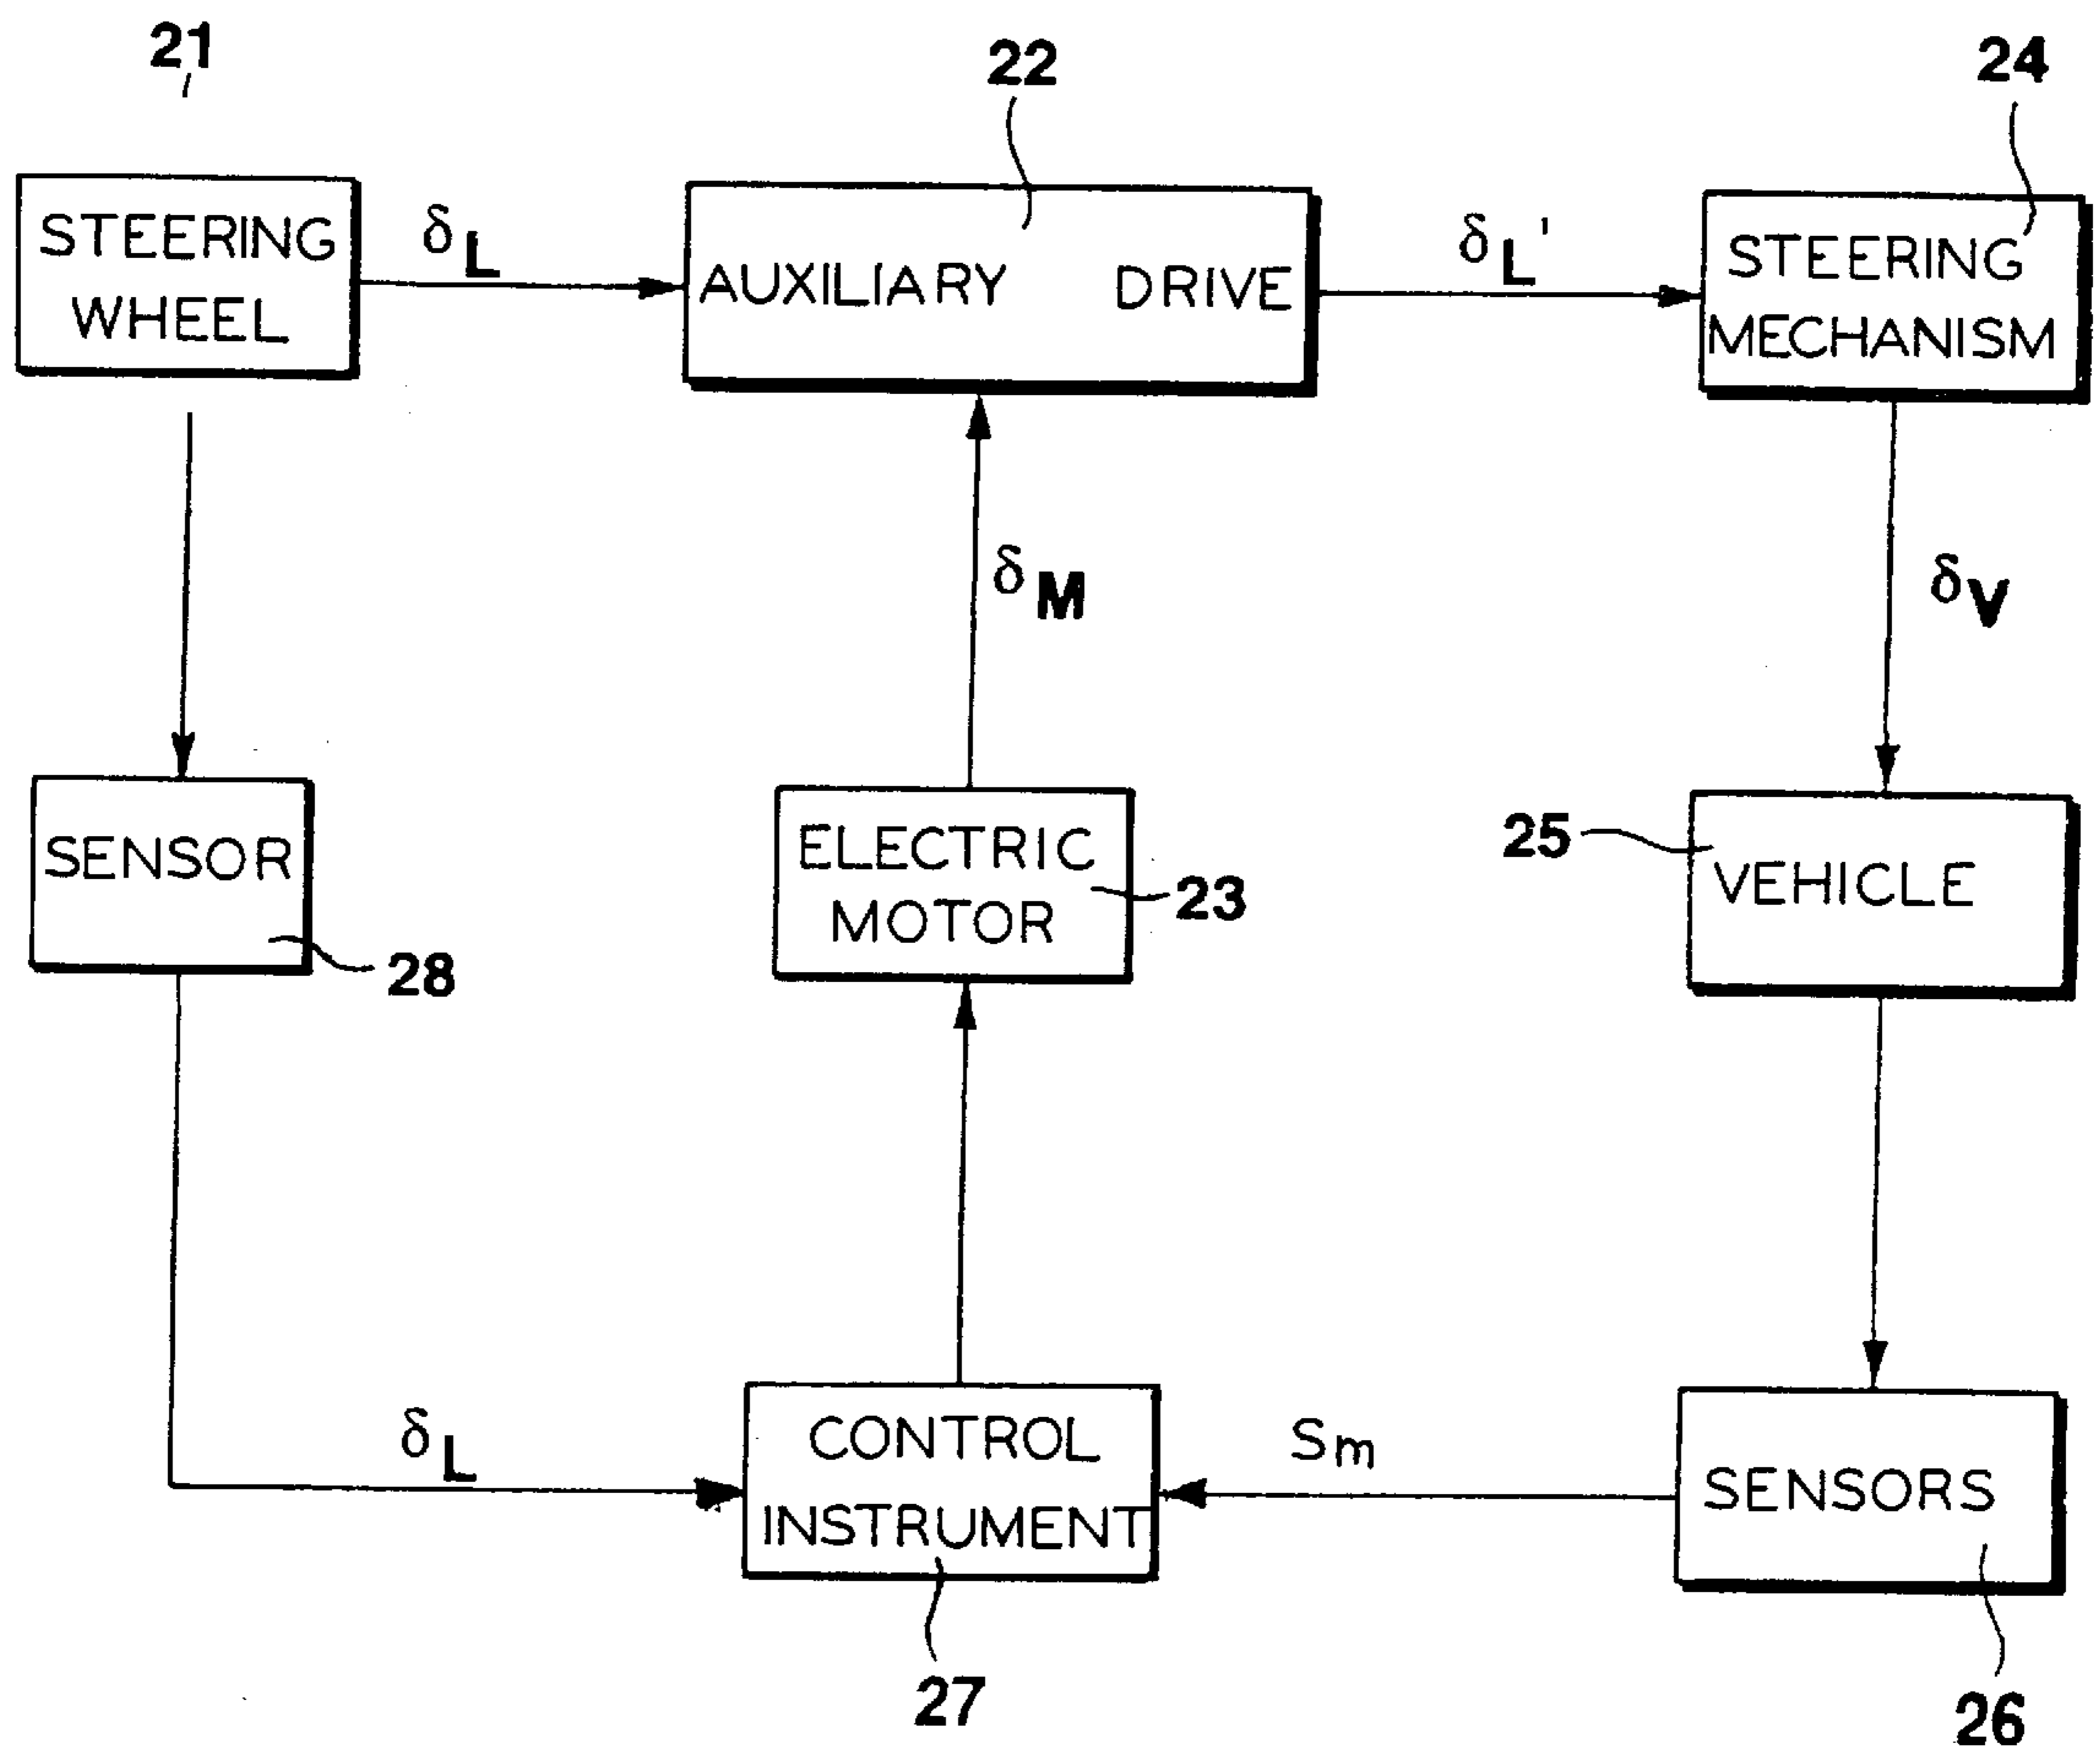 21
22
24
STEERING
WHEEL
δL
AUXILIARY DRIVE
δL'
STEERING
MECHANISM
δM
δV
SENSOR
28
ELECTRIC
MOTOR
23
25
VEHICLE
δL
CONTROL
INSTRUMENT
Sm
SENSORS
27
26